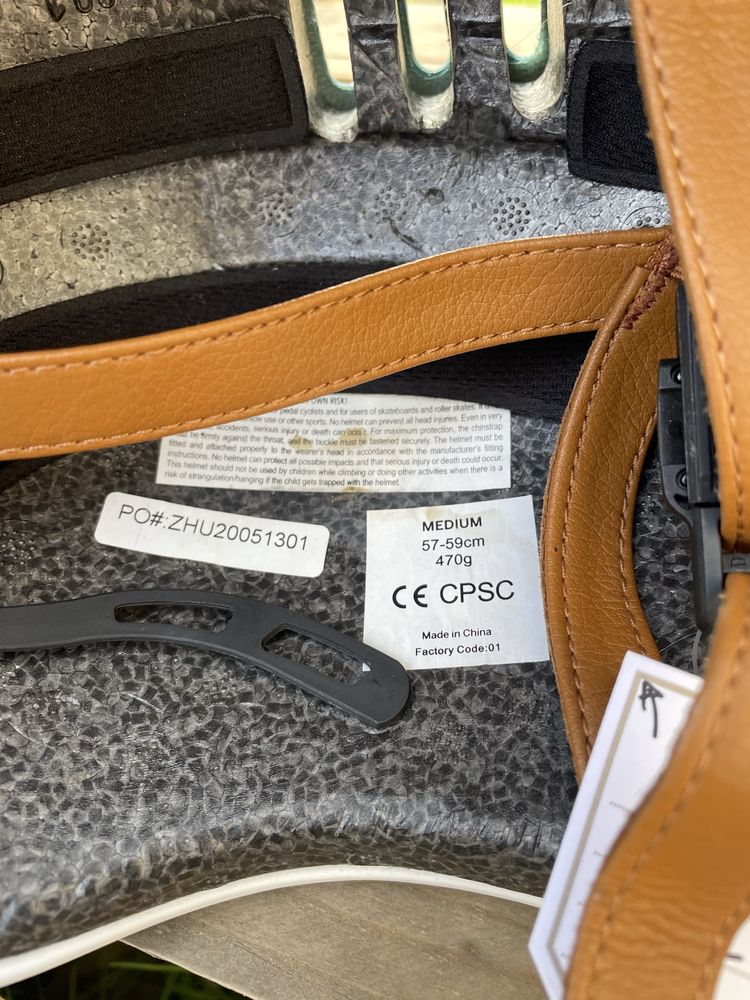 OWN RISK!
pedal cyclists and for users of skateboards and roller skates. It is
use or other sports. No helmet can prevent all head injuries. Even in very
accidents, serious injury or death can occur. For maximum protection, the chinstrap
must be firmly against the throat, and the buckle must be fastened securely. The helmet must be
fitted and attached properly to the wearer's head in accordance with the manufacturer's fitting
instructions. No helmet can protect all possible impacts and that serious injury or death could occur.
This helmet should not be used by children while climbing or doing other activities when there is a
risk of strangulation/hanging if the child gets trapped with the helmet.
PO#:ZHU20051301
MEDIUM
57-59cm
470g
CE CPSC
Made in China
Factory Code:01